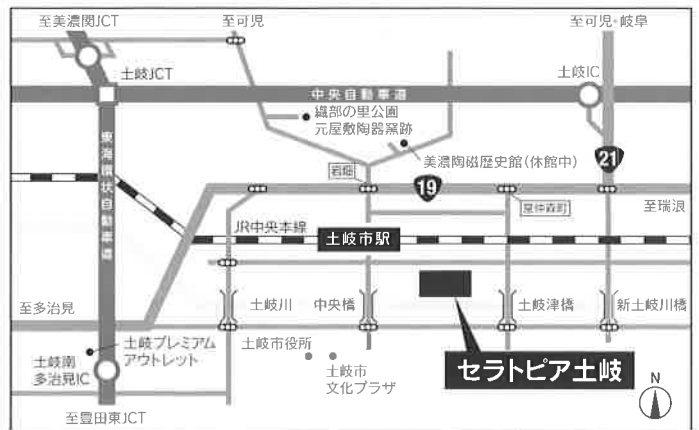 至美濃関JCT
至可児
至可児・岐阜
土岐JCT
土岐IC
中央自動車道
織部の里公園
元屋敷陶器窯跡
美濃陶磁歴史館(休館中)
東海環状自動車道
若畑
19
21
至瑞浪
JR中央本線
土岐市駅
至多治見
土岐川
中央橋
土岐津橋
新土岐川橋
土岐プレミアム
アウトレット
土岐市役所
土岐南
多治見IC
土岐市
文化プラザ
セラトピア土岐
N
至豊田東JCT